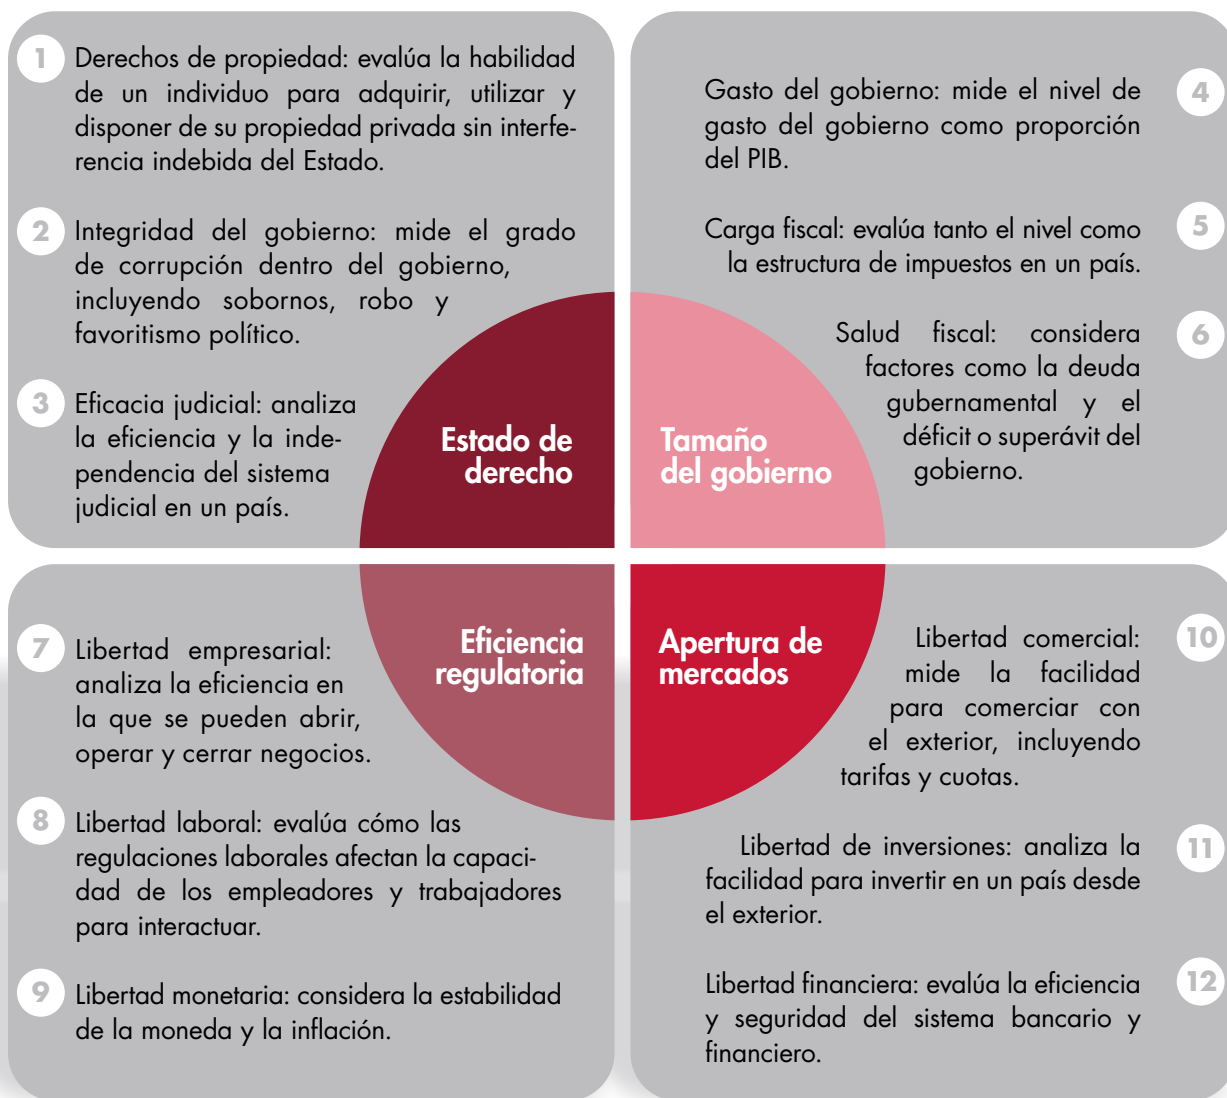 1
Derechos de propiedad: evalúa la habilidad
de un individuo para adquirir, utilizar y
disponer de su propiedad privada sin interfe-
rencia indebida del Estado.
2
Integridad del gobierno: mide el grado
de corrupción dentro del gobierno,
incluyendo sobornos, robo y
favoritismo político.
3
Eficacia judicial: analiza
la eficiencia y la inde-
pendencia del sistema
judicial en un país.
Estado de
derecho
4
Gasto del gobierno: mide el nivel de
gasto del gobierno como proporción
del PIB.
5
Carga fiscal: evalúa tanto el nivel como
la estructura de impuestos en un país.
6
Salud fiscal: considera
factores como la deuda
gubernamental y el
déficit o superávit del
gobierno.
Tamaño
del gobierno
Eficiencia
regulatoria
7
Libertad empresarial:
analiza la eficiencia en
la que se pueden abrir,
operar y cerrar negocios.
8
Libertad laboral: evalúa cómo las
regulaciones laborales afectan la capaci-
dad de los empleadores y trabajadores
para interactuar.
9
Libertad monetaria: considera la estabilidad
de la moneda y la inflación.
Apertura de
mercados
10
Libertad comercial:
mide la facilidad
para comerciar con
el exterior, incluyendo
tarifas y cuotas.
11
Libertad de inversiones: analiza la
facilidad para invertir en un país desde
el exterior.
12
Libertad financiera: evalúa la eficiencia
y seguridad del sistema bancario y
financiero.